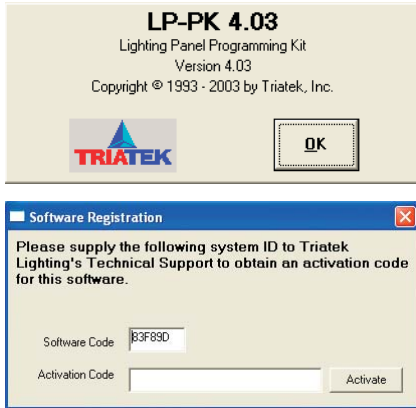 LP-PK 4.03
Lighting Panel Programming Kit
Version 4.03
Copyright © 1993 - 2003 by Triatek, Inc.
TRIATEK
OK
Software Registration
Please supply the following system ID to Triatek
Lighting's Technical Support to obtain an activation code
for this software.
Software Code
83F89D
Activation Code
Activate